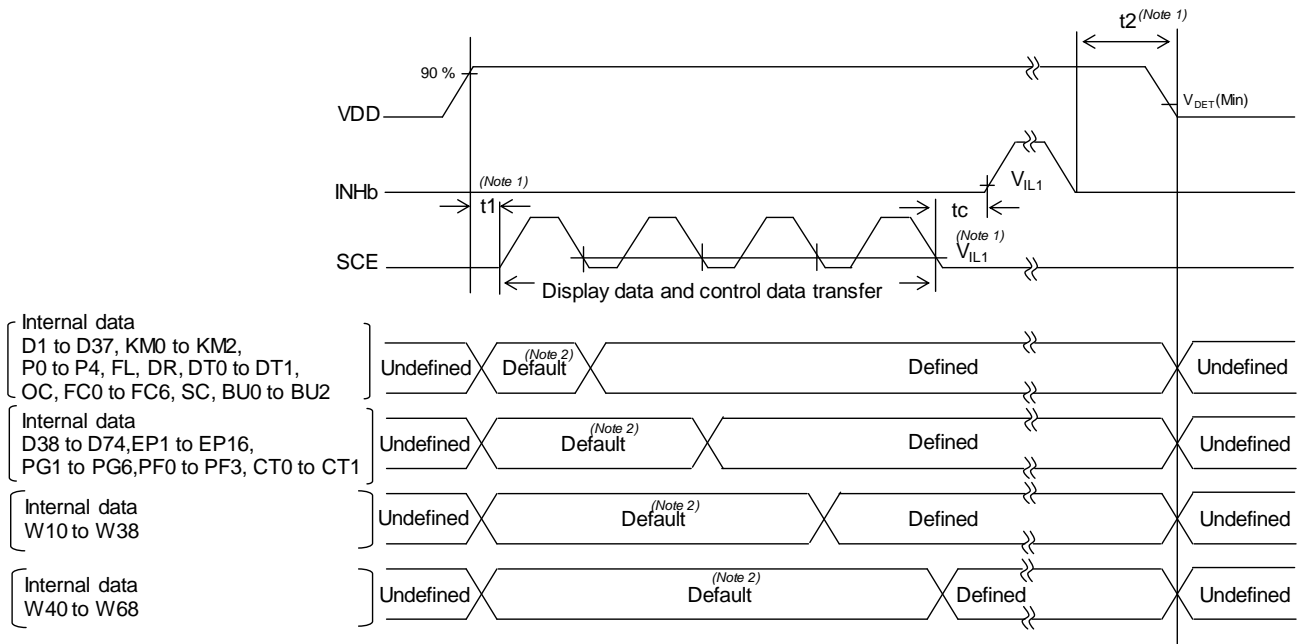 t2(Note 1)
90 %
VDET(Min)
VDD
(Note 1)
INHb
VIL1
t1
tc
(Note 1)
VIL1
SCE
Display data and control data transfer
Internal data
D1 to D37, KM0 to KM2,
P0 to P4, FL, DR, DT0 to DT1,
OC, FC0 to FC6, SC, BU0 to BU2
Undefined
Default
(Note 2)
Defined
Undefined
Internal data
D38 to D74,EP1 to EP16,
PG1 to PG6,PF0 to PF3, CT0 to CT1
Undefined
Default
(Note 2)
Defined
Undefined
Internal data
W10 to W38
Undefined
Default
(Note 2)
Defined
Undefined
Internal data
W40 to W68
Undefined
Default
(Note 2)
Defined
Undefined